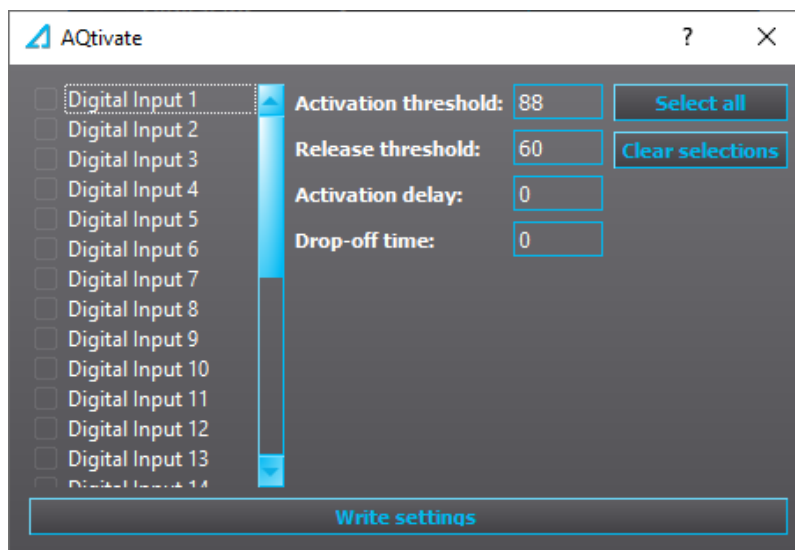 AQtivate
?
Digital Input 1
Digital Input 2
Digital Input 3
Digital Input 4
Digital Input 5
Digital Input 6
Digital Input 7
Digital Input 8
Digital Input 9
Digital Input 10
Digital Input 11
Digital Input 12
Digital Input 13
Digital Input 14
Activation threshold: 88
Release threshold: 60
Activation delay: 0
Drop-off time: 0
Select all
Clear selections
Write settings